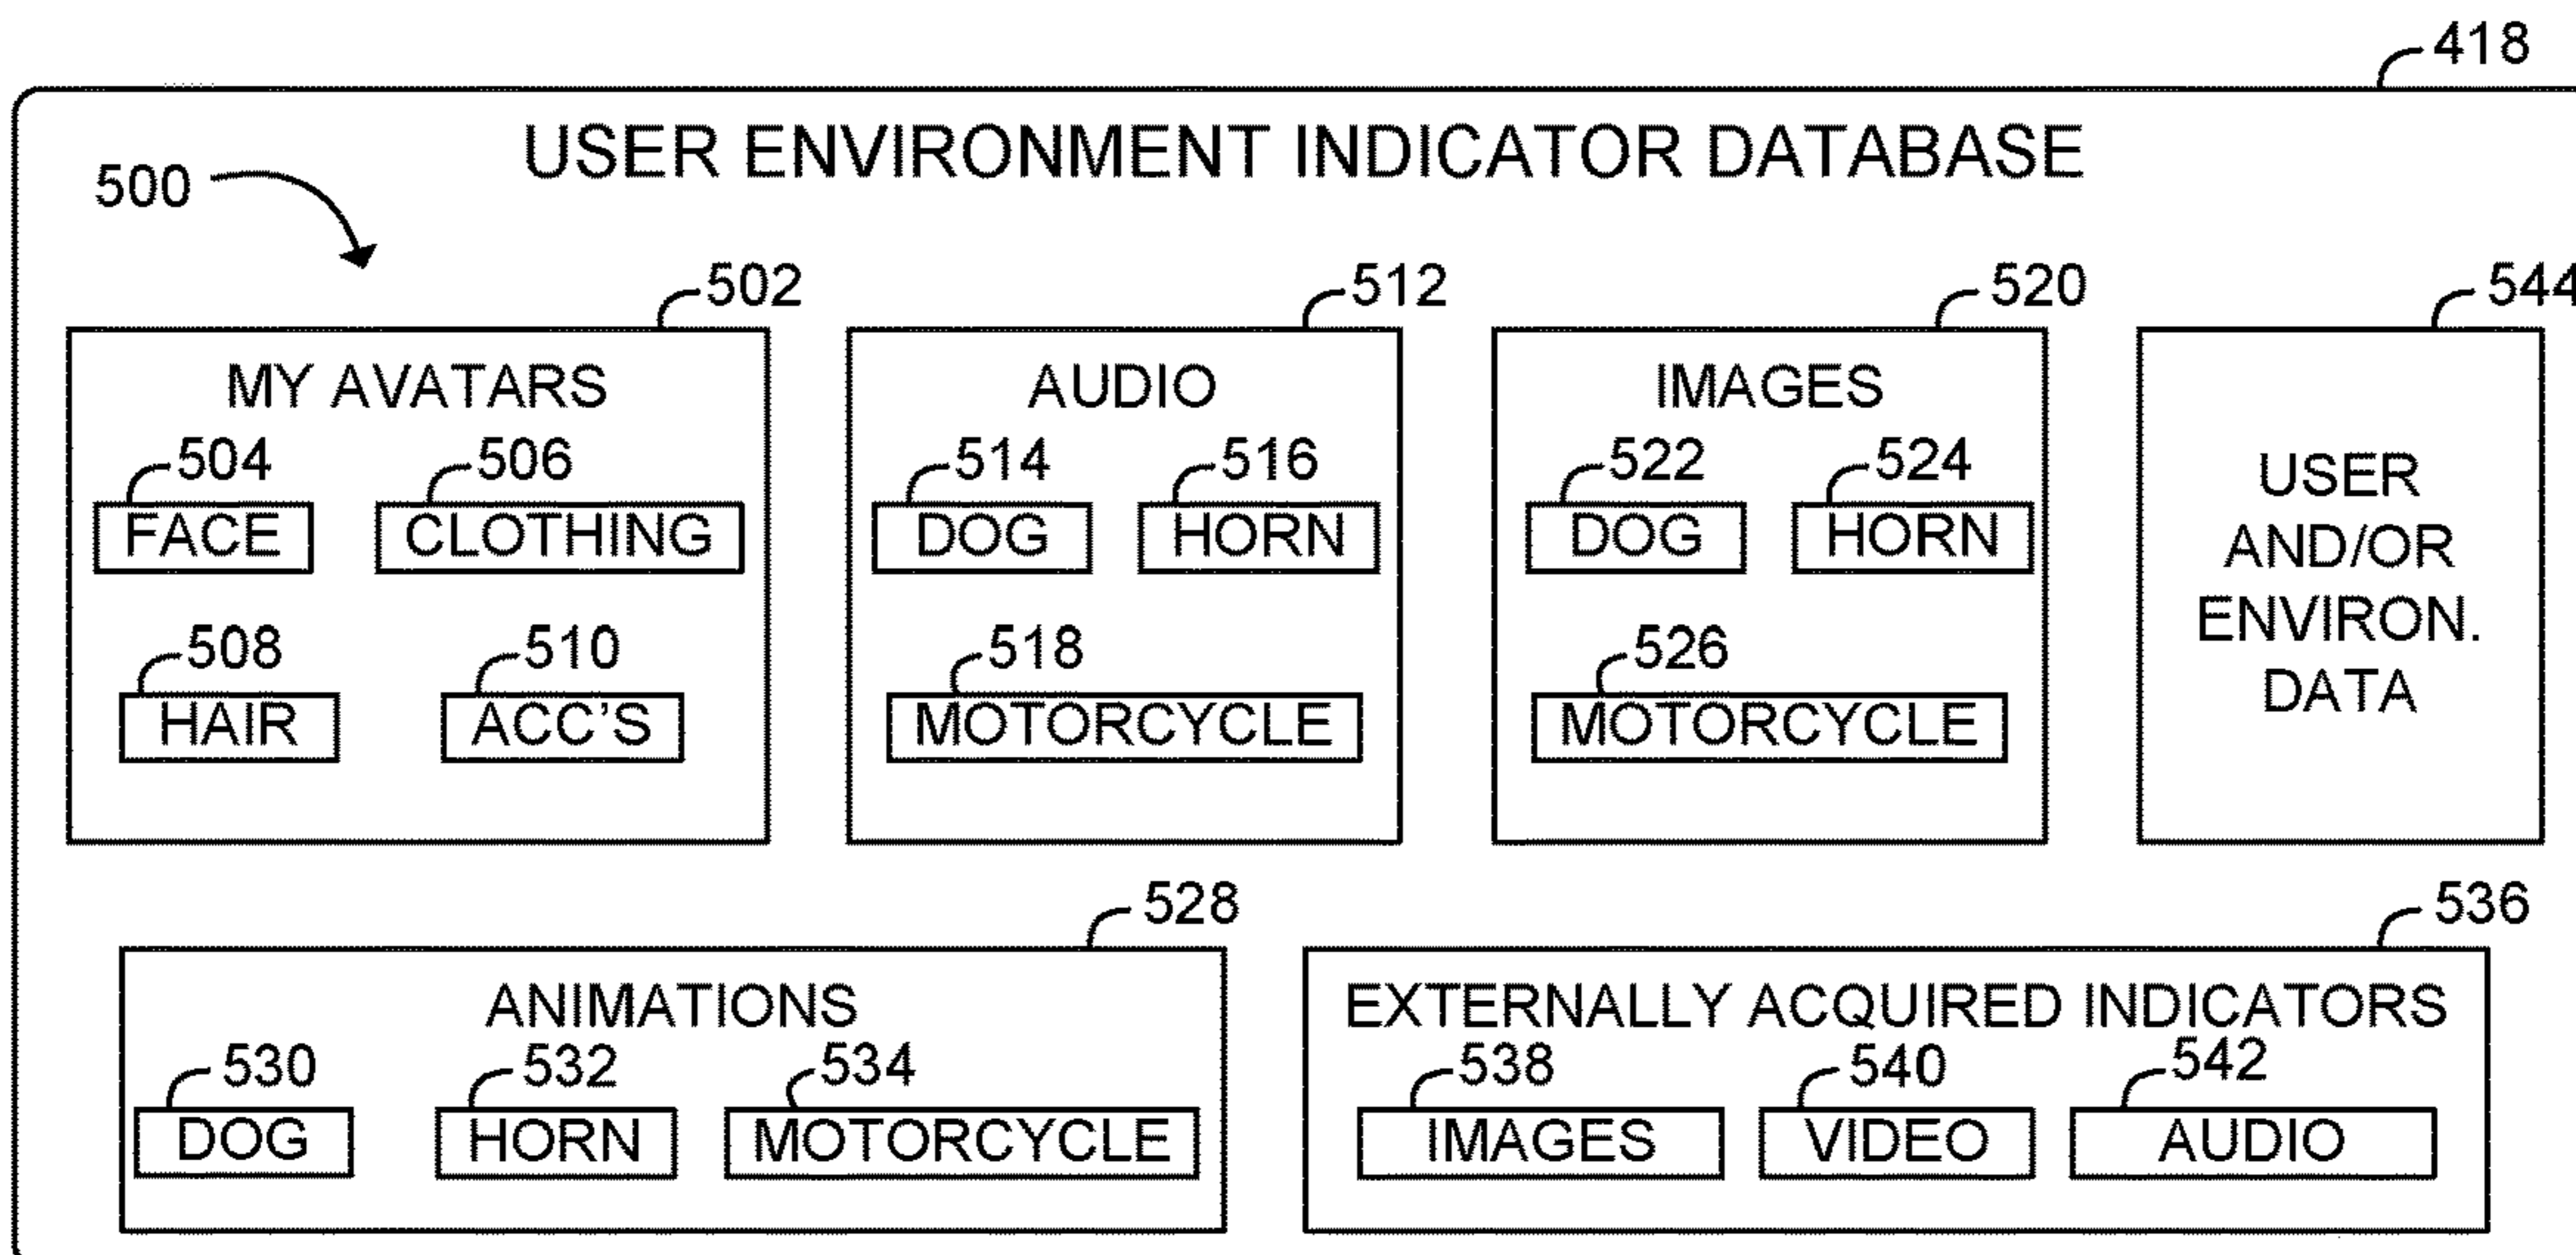 418
USER ENVIRONMENT INDICATOR DATABASE
500
502
512
520
544
MY AVATARS
504
506
FACE
CLOTHING
508
510
HAIR
ACC'S
AUDIO
514
516
DOG
HORN
518
MOTORCYCLE
IMAGES
522
524
DOG
HORN
526
MOTORCYCLE
USER
AND/OR
ENVIRON.
DATA
528
ANIMATIONS
530
532
534
DOG
HORN
MOTORCYCLE
536
EXTERNALLY ACQUIRED INDICATORS
538
540
542
IMAGES
VIDEO
AUDIO